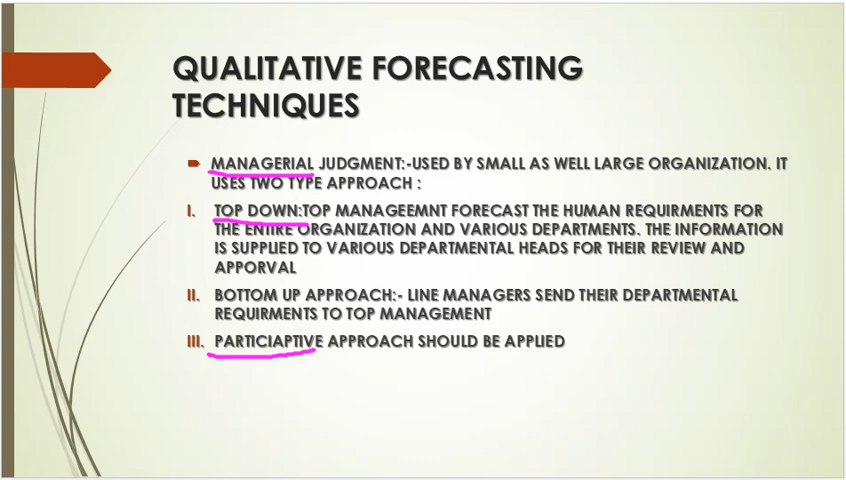 QUALITATIVE FORECASTING
TECHNIQUES
MANAGERIAL JUDGMENT:-USED BY SMALL AS WELL LARGE ORGANIZATION. IT
USES TWO TYPE APPROACH :
I. TOP DOWN:TOP MANAGEEMNT FORECAST THE HUMAN REQUIRMENTS FOR
THE ENTIRE ORGANIZATION AND VARIOUS DEPARTMENTS. THE INFORMATION
IS SUPPLIED TO VARIOUS DEPARTMENTAL HEADS FOR THEIR REVIEW AND
APPORVAL
II. BOTTOM UP APPROACH:- LINE MANAGERS SEND THEIR DEPARTMENTAL
REQUIRMENTS TO TOP MANAGEMENT
III. PARTICIAPTIVE APPROACH SHOULD BE APPLIED